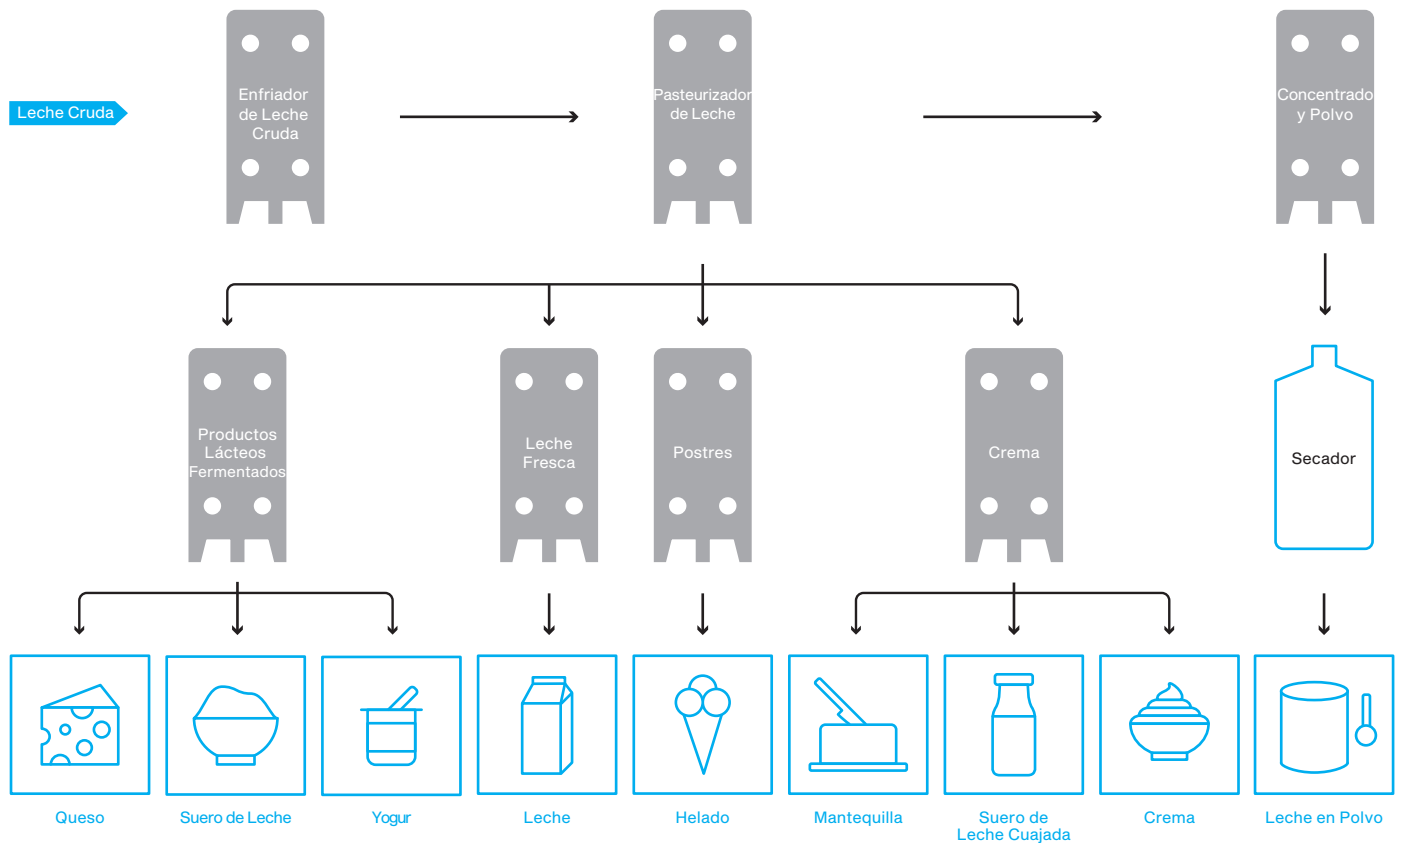 Leche Cruda
Enfriador
de Leche
Cruda
Pasteurizador
de Leche
Concentrado
y Polvo
Productos
Lácteos
Fermentados
Leche
Fresca
Postres
Crema
Secador
Queso
Suero de Leche
Yogur
Leche
Helado
Mantequilla
Suero de
Leche Cuajada
Crema
Leche en Polvo